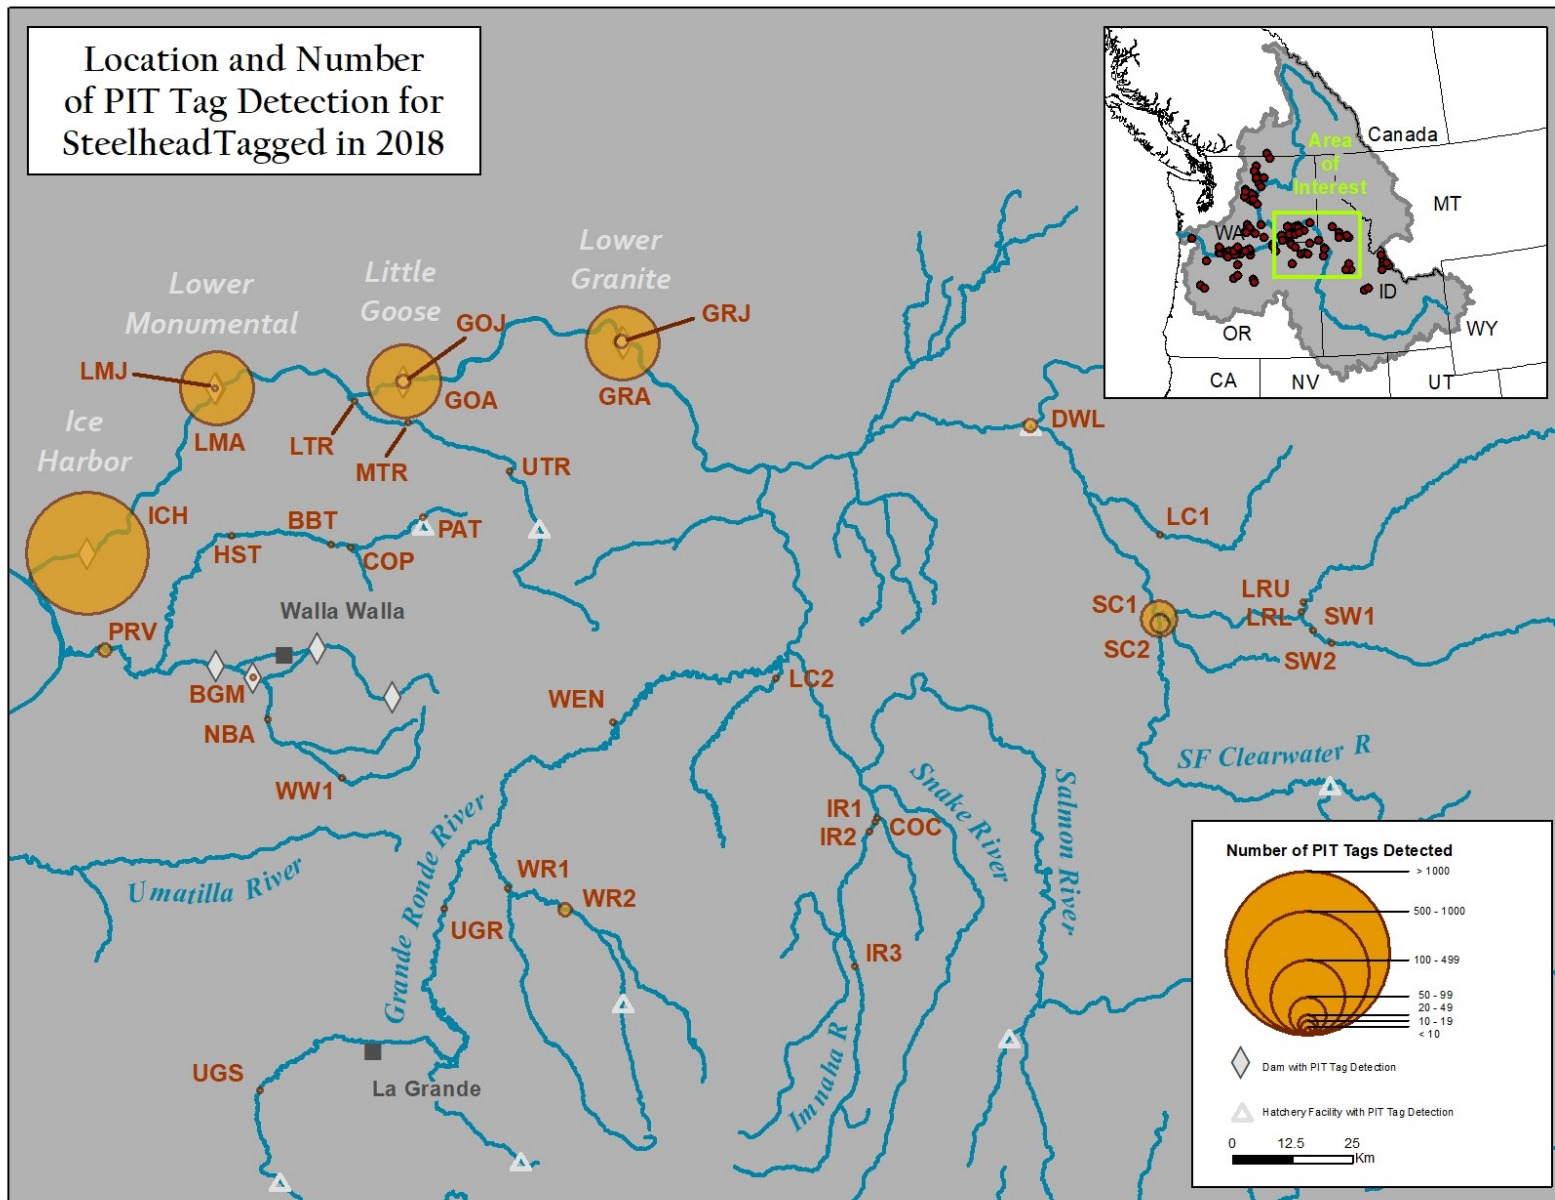 Location and Number
of PIT Tag Detection for
SteelheadTagged in 2018
Canada
Area
of
Interest
MT
WA
ID
OR
WY
CA
NV
UT
Lower
Granite
Little
Goose
Lower
Monumental
GOJ
GRJ
LMJ
GOA
GRA
Ice
Harbor
LMA
LTR
MTR
UTR
DWL
ICH
BBT
PAT
HST
COP
LC1
Walla Walla
PRV
SC1
LRU
LRL
SW1
SC2
SW2
BGM
LC2
NBA
WEN
WW1
SF Clearwater R
Snake River
Salmon River
IR1
IR2
COC
Grande Ronde River
Umatilla River
WR1
WR2
UGR
IR3
Imnaha R
UGS
La Grande
Number of PIT Tags Detected
> 1000
500 - 1000
100 - 499
50 - 99
20 - 49
10 - 19
< 10
Dam with PIT Tag Detection
Hatchery Facility with PIT Tag Detection
0 12.5 25
Km